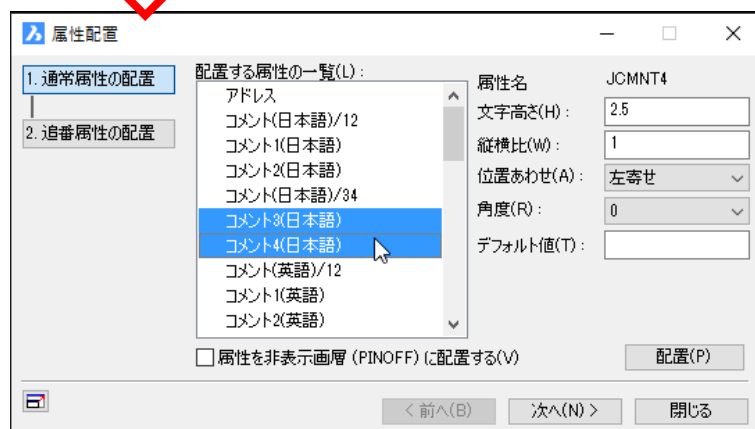 属性配置
1. 通常属性の配置
2. 追番属性の配置
配置する属性の一覧(L) :
アドレス
コメント(日本語)/12
コメント1(日本語)
コメント2(日本語)
コメント(日本語)/34
コメント3(日本語)
コメント4(日本語)
コメント(英語)/12
コメント1(英語)
コメント2(英語)
属性を非表示画層 (PINOFF) に配置する(V)
属性名 JCMNT4
文字高さ(H) : 2.5
縦横比(W) : 1
位置あわせ(A) : 左寄せ
角度(R) : 0
デフォルト値(T) :
配置(P)
< 前へ(B)
次へ(N) >
閉じる